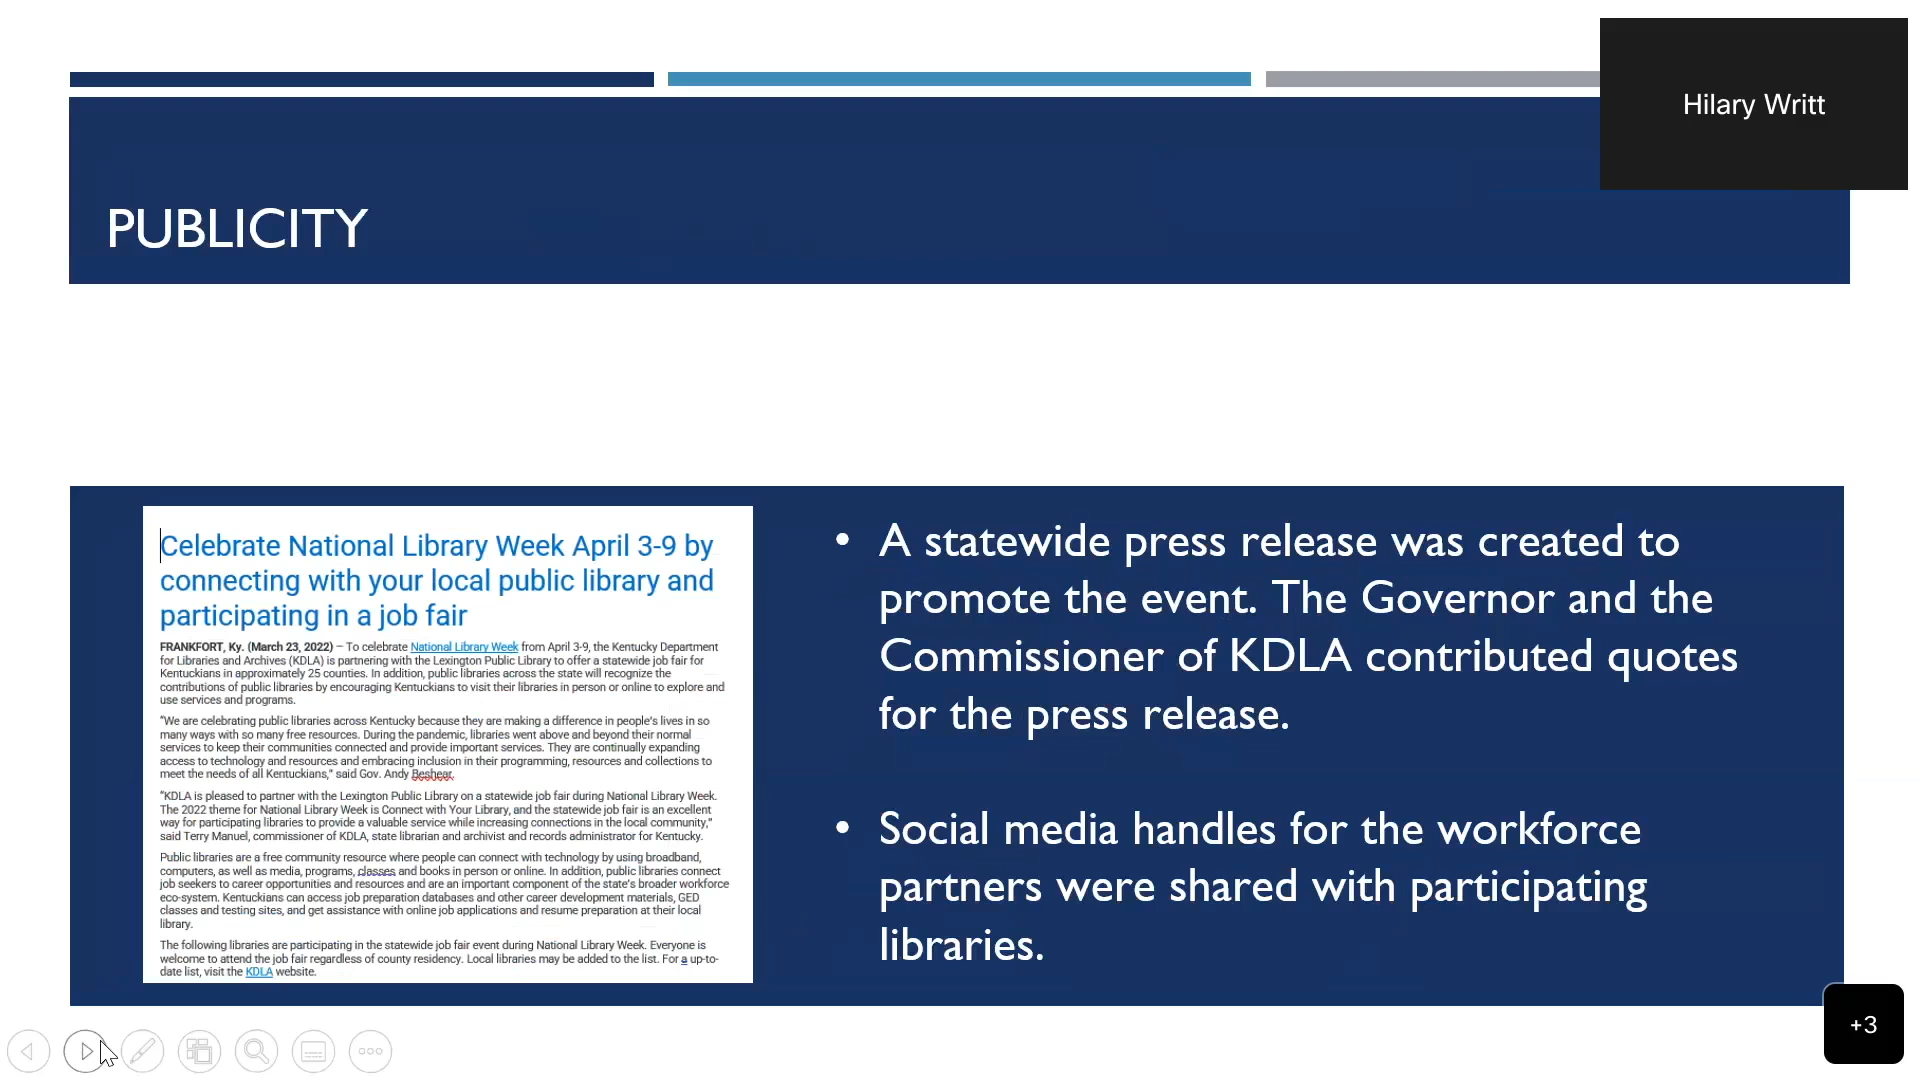 Hilary Writt
PUBLICITY
Celebrate National Library Week April 3-9 by
connecting with your local public library and
participating in a job fair
FRANKFORT, Ky. (March 23, 2022) – To celebrate National Library Week from April 3-9, the Kentucky Department
for Libraries and Archives (KDLA) is partnering with the Lexington Public Library to offer a statewide job fair for
Kentuckians in approximately 25 counties. In addition, public libraries across the state will recognize the
contributions of public libraries by encouraging Kentuckians to visit their libraries in person or online to explore and
use services and programs.
“We are celebrating public libraries across Kentucky because they are making a difference in people's lives in so
many ways with so many free resources. During the pandemic, libraries went above and beyond their normal
services to keep their communities connected and provide important services. They are continually expanding
access to technology and resources and embracing inclusion in their programming, resources and collections to
meet the needs of all Kentuckians,” said Gov. Andy Beshear.
“KDLA is pleased to partner with the Lexington Public Library on a statewide job fair during National Library Week.
The 2022 theme for National Library Week is Connect with Your Library, and the statewide job fair is an excellent
way for participating libraries to provide a valuable service while increasing connections in the local community,”
said Terry Manuel, commissioner of KDLA, state librarian and archivist and records administrator for Kentucky.
Public libraries are a free community resource where people can connect with technology by using broadband,
computers, as well as media, programs, classes and books in person or online. In addition, public libraries connect
job seekers to career opportunities and resources and are an important component of the state's broader workforce
eco-system. Kentuckians can access job preparation databases and other career development materials, GED
classes and testing sites, and get assistance with online job applications and resume preparation at their local
library.
The following libraries are participating in the statewide job fair event during National Library Week. Everyone is
welcome to attend the job fair regardless of county residency. Local libraries may be added to the list. For a up-to-
date list, visit the KDLA website.
• A statewide press release was created to
promote the event. The Governor and the
Commissioner of KDLA contributed quotes
for the press release.
• Social media handles for the workforce
partners were shared with participating
libraries.
+3